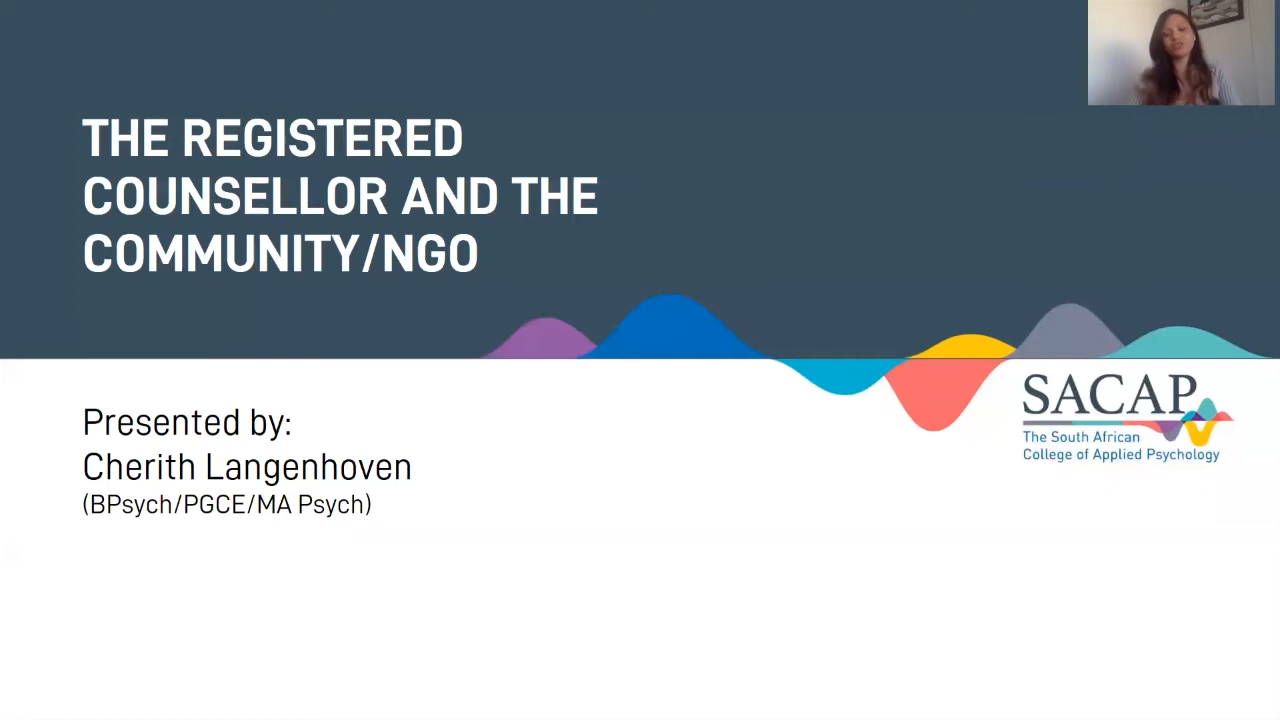 THE REGISTERED
COUNSELLOR AND THE
COMMUNITY/NGO
Presented by:
Cherith Langenhoven
(BPsych/PGCE/MA Psych)
SACAP
The South African
College of Applied Psychology